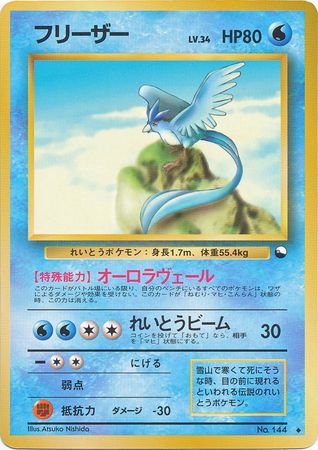 フリーザー LV.34 HP80
れいとうポケモン：身長1.7m、体重55.4kg
【特殊能力】オーロラヴェール
このカードがバトル場にいる限り、自分のベンチにいるすべてのポケモンは、ワザ
によるダメージや効果を受けない。このカードが「ねむり・マヒ・こんらん」状態の
時、この力は消える。
れいとうビーム 30
コインを投げて「おもて」なら、相手
を「マヒ」状態にする。
にげる
弱点
抵抗力 ダメージ -30
雪山で寒くて死にそ
うな時、目の前に現れる
といわれる伝説のれい
とうポケモン。
Illus.Atsuko Nishida No. 144